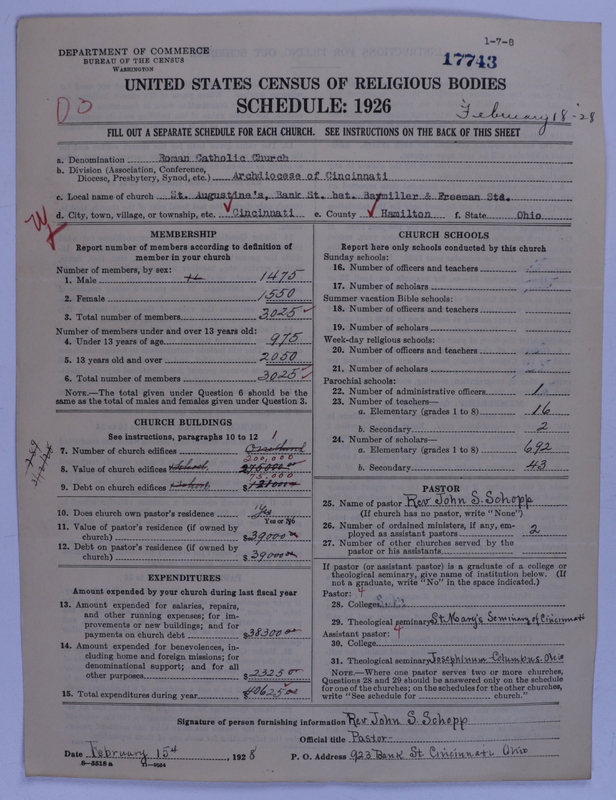 1-7-8
DEPARTMENT OF COMMERCE
BUREAU OF THE CENSUS
WASHINGTON
17743
UNITED STATES CENSUS OF RELIGIOUS BODIES
SCHEDULE: 1926
February 18-28
FILL OUT A SEPARATE SCHEDULE FOR EACH CHURCH. SEE INSTRUCTIONS ON THE BACK OF THIS SHEET
a. Denomination Roman Catholic Church
b. Division (Association, Conference, Diocese, Presbytery, Synod, etc.) Archdiocese of Cincinnati
c. Local name of church St. Augustine's, Bank St. bet. Baymiller & Freeman Sts.
d. City, town, village, or township, etc. Cincinnati e. County Hamilton f. State Ohio
MEMBERSHIP
Report number of members according to definition of member in your church
Number of members, by sex:
1. Male 1475
2. Female 1550
3. Total number of members 3025
Number of members under and over 13 years old:
4. Under 13 years of age 975
5. 13 years old and over 2050
6. Total number of members 3025
NOTE.—The total given under Question 6 should be the same as the total of males and females given under Question 3.
CHURCH BUILDINGS
See instructions, paragraphs 10 to 12
7. Number of church edifices 1
8. Value of church edifices School 200,000
9. Debt on church edifices School $ 75,000
10. Does church own pastor's residence? Yes
Yes or No
11. Value of pastor's residence (if owned by church) $ 39000 00
12. Debt on pastor's residence (if owned by church) $ 39000 00
EXPENDITURES
Amount expended by your church during last fiscal year
13. Amount expended for salaries, repairs, and other running expenses; for improvements or new buildings; and for payments on church debt $ 38300 00
14. Amount expended for benevolences, including home and foreign missions; for denominational support; and for all other purposes $ 2325 00
15. Total expenditures during year $ 40625 00
CHURCH SCHOOLS
Report here only schools conducted by this church
Sunday schools:
16. Number of officers and teachers
17. Number of scholars
Summer vacation Bible schools:
18. Number of officers and teachers
19. Number of scholars
Week-day religious schools:
20. Number of officers and teachers
21. Number of scholars
Parochial schools:
22. Number of administrative officers 1
23. Number of teachers—
a. Elementary (grades 1 to 8) 16
b. Secondary 2
24. Number of scholars—
a. Elementary (grades 1 to 8) 692
b. Secondary 43
PASTOR
25. Name of pastor Rev John S. Schopp
(If church has no pastor, write "None")
26. Number of ordained ministers, if any, employed as assistant pastors 2
27. Number of other churches served by the pastor or his assistants
If pastor (or assistant pastor) is a graduate of a college or theological seminary, give name of institution below. (If not a graduate, write "No" in the space indicated.)
Pastor: 4
28. College
29. Theological seminary St. Mary's Seminary of Cincinnati
Assistant pastor: 4
30. College
31. Theological seminary Josephinum Columbus Ohio
NOTE.—Where one pastor serves two or more churches, Questions 28 and 29 should be answered only on the schedule for one of the churches; on the schedules for the other churches, write "See schedule for church."
Signature of person furnishing information Rev. John S. Schopp
Official title Pastor
Date February 15th, 1928 P. O. Address 923 Bank St Cincinnati Ohio
8-5518 a 11-9084